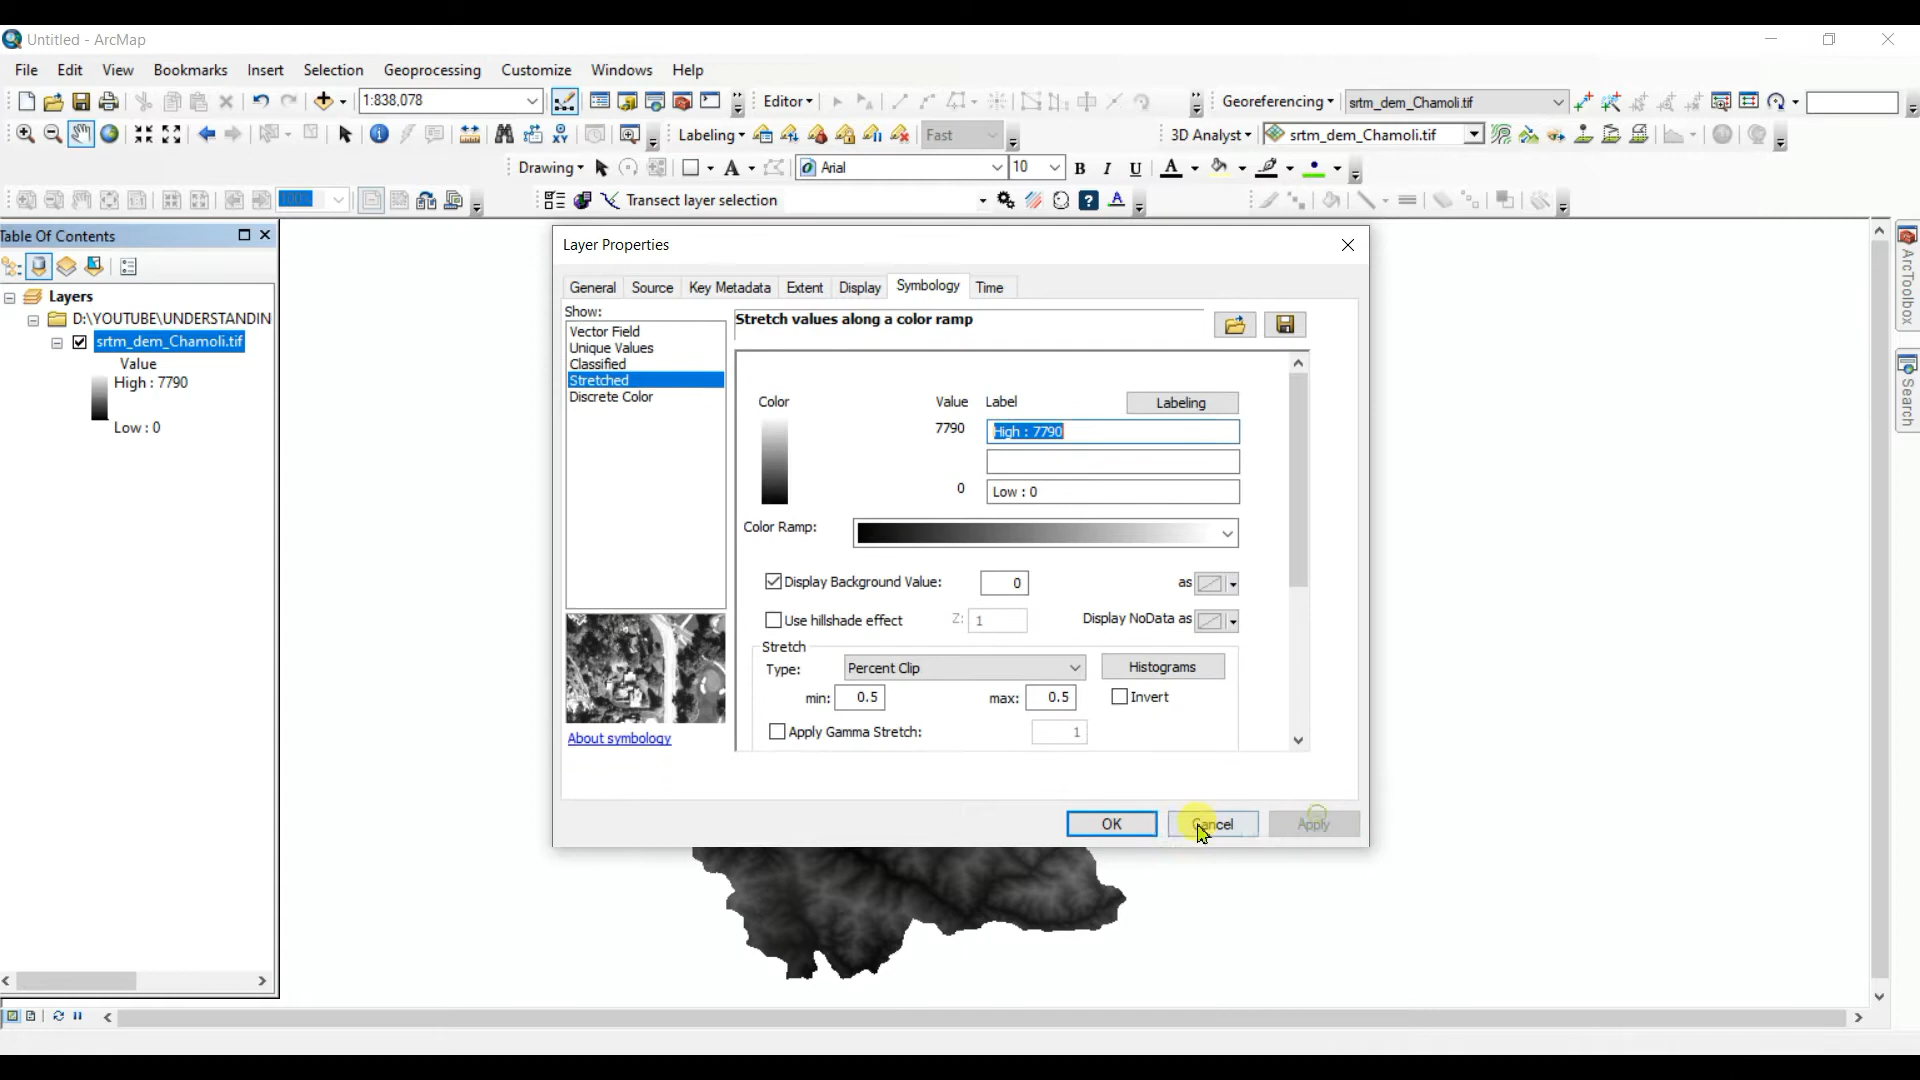 Untitled - ArcMap
File Edit View Bookmarks Insert Selection Geoprocessing Customize Windows Help
1:838,078 Editor Georeferencing srtm_dem_Chamoli.tif
Labeling Fast 3D Analyst srtm_dem_Chamoli.tif
Drawing A Arial 10 B I U A
100% Transect layer selection
Table Of Contents
Layers
D:\YOUTUBE\UNDERSTANDIN
srtm_dem_Chamoli.tif
Value
High : 7790
Low : 0
Layer Properties
General Source Key Metadata Extent Display Symbology Time
Show:
Vector Field
Unique Values
Classified
Stretched
Discrete Color
About symbology
Stretch values along a color ramp
Color Value Label Labeling
7790 High : 7790
0 Low : 0
Color Ramp:
Display Background Value: 0 as
Use hillshade effect Z: 1 Display NoData as
Stretch
Type: Percent Clip Histograms
min: 0.5 max: 0.5 Invert
Apply Gamma Stretch: 1
OK Cancel Apply
ArcToolbox
Search